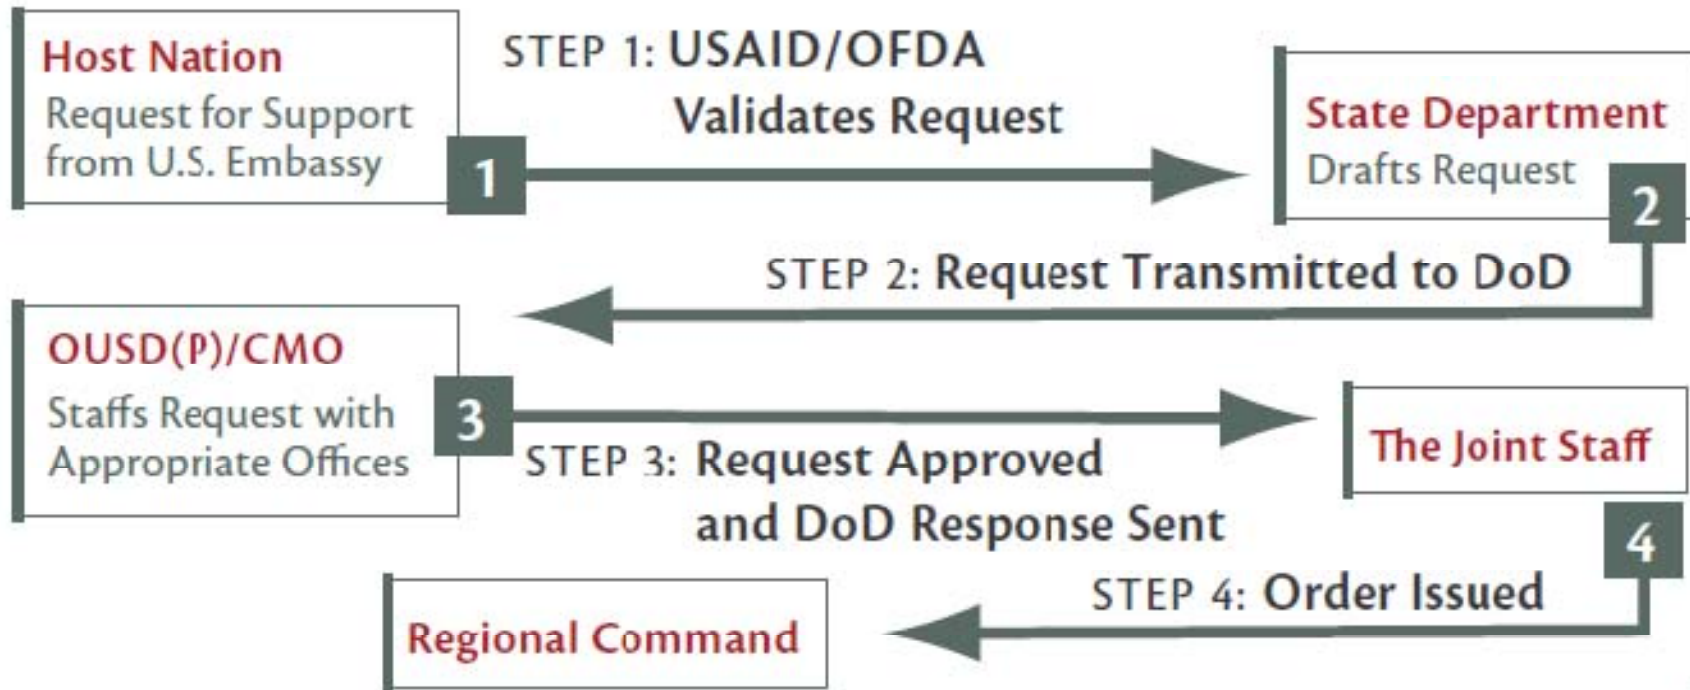 Host Nation
Request for Support
from U.S. Embassy
1
STEP 1: USAID/OFDA
Validates Request
State Department
Drafts Request
2
STEP 2: Request Transmitted to DoD
OUSD(P)/CMO
Staffs Request with
Appropriate Offices
3
STEP 3: Request Approved
and DoD Response Sent
The Joint Staff
4
STEP 4: Order Issued
Regional Command